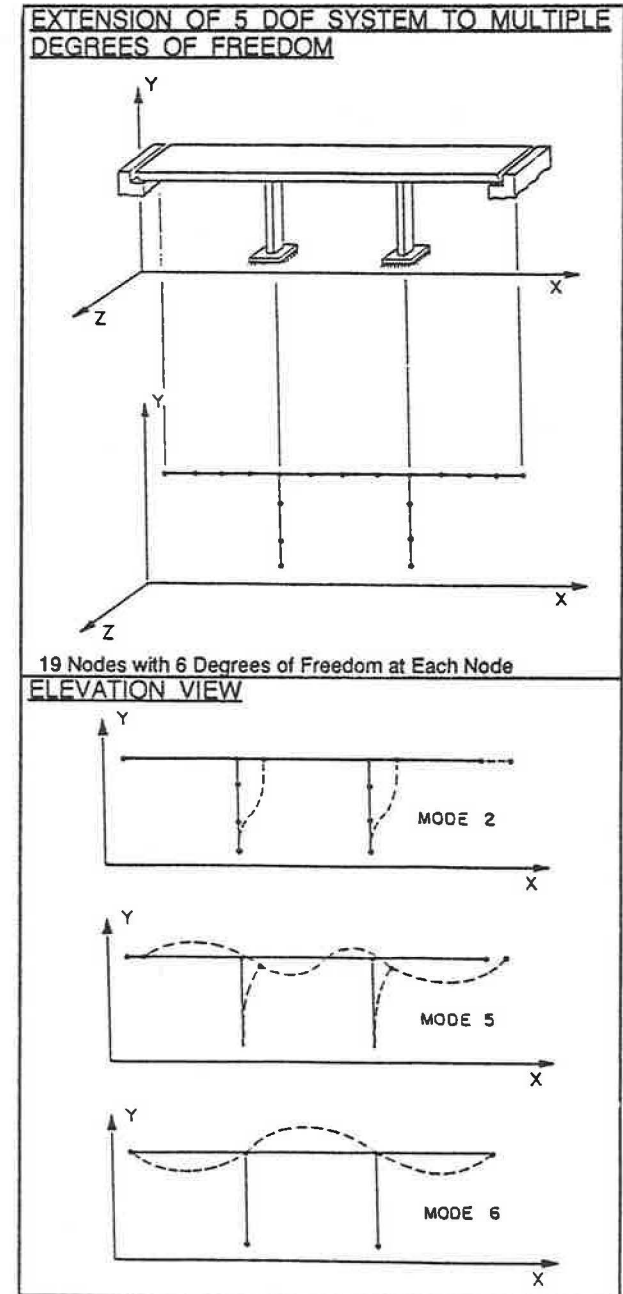 EXTENSION OF 5 DOF SYSTEM TO MULTIPLE
DEGREES OF FREEDOM
Y
X
Z
Y
X
Z
19 Nodes with 6 Degrees of Freedom at Each Node
ELEVATION VIEW
Y
MODE 2
X
Y
MODE 5
X
Y
MODE 6
X